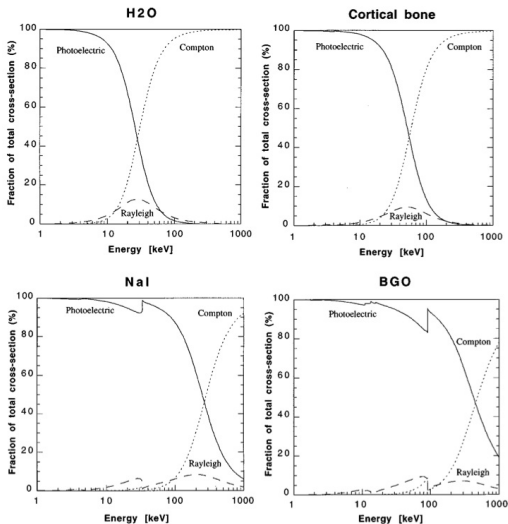 H2O
Fraction of total cross-section (%)
100
80
60
40
20
0
Photoelectric
Compton
Rayleigh
1
10
100
1000
Energy [keV]
Cortical bone
Fraction of total cross-section (%)
100
80
60
40
20
0
Photoelectric
Compton
Rayleigh
1
10
100
1000
Energy [keV]
NaI
Fraction of total cross-section (%)
100
80
60
40
20
0
Photoelectric
Compton
Rayleigh
1
10
100
1000
Energy [keV]
BGO
Fraction of total cross-section (%)
100
80
60
40
20
0
Photoelectric
Compton
Rayleigh
1
10
100
1000
Energy [keV]